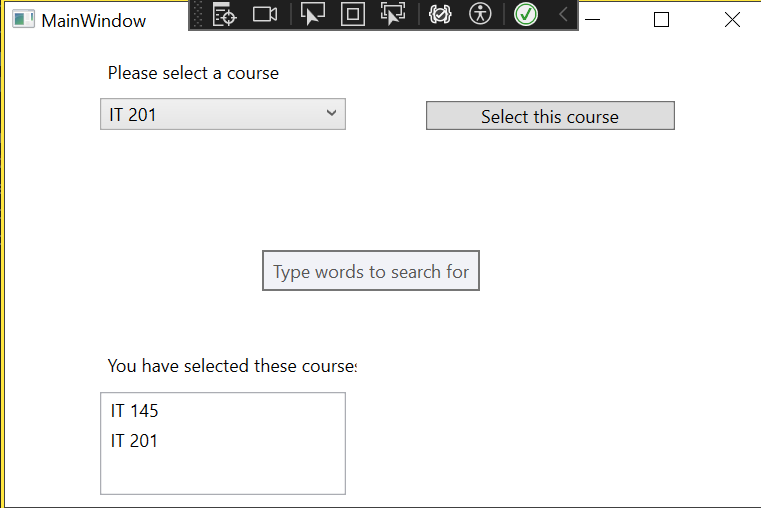 MainWindow
Please select a course
IT 201
Select this course
Type words to search for
You have selected these courses
IT 145
IT 201